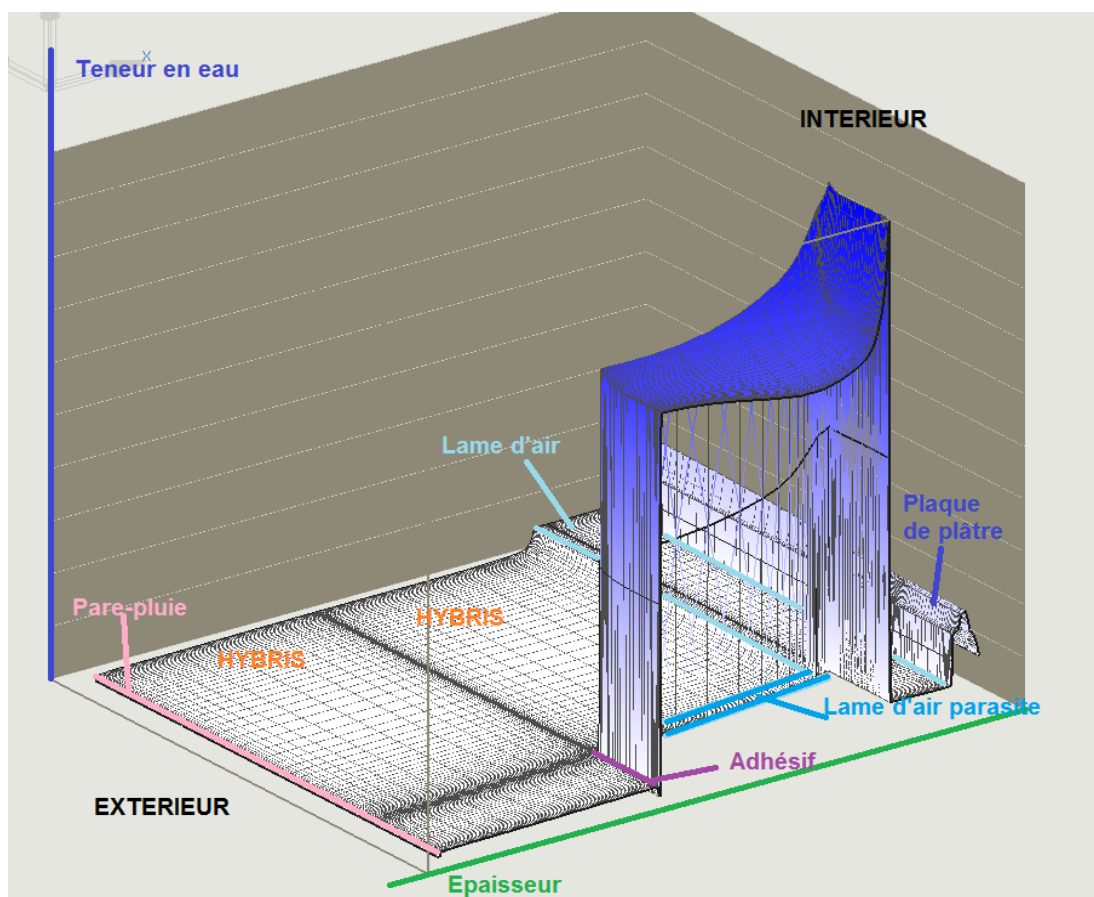 X
Teneur en eau
INTERIEUR
Lame d'air
Plaque
de plâtre
Pare-pluie
HYBRIS
HYBRIS
Lame d'air parasite
Adhésif
EXTERIEUR
Epaisseur